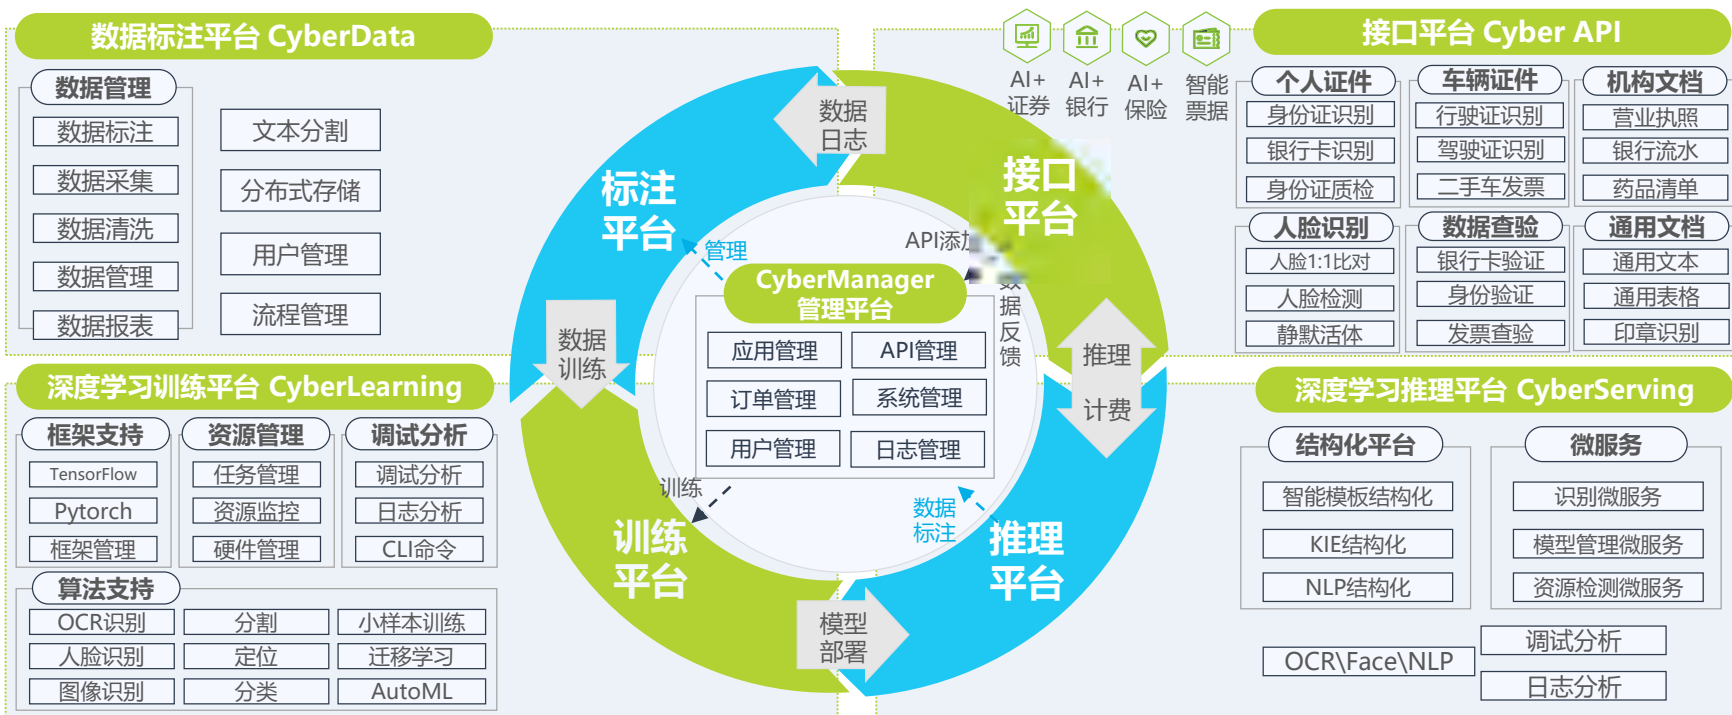 数据标注平台 CyberData
数据管理
数据标注
数据采集
数据清洗
数据管理
数据报表
文本分割
分布式存储
用户管理
流程管理
AI+
证券
AI+
银行
AI+
保险
智能
票据
接口平台 Cyber API
个人证件
身份证识别
银行卡识别
身份证质检
车辆证件
行驶证识别
驾驶证识别
二手车发票
机构文档
营业执照
银行流水
药品清单
人脸识别
人脸1:1比对
人脸检测
静默活体
数据查验
银行卡验证
身份验证
发票查验
通用文档
通用文本
通用表格
印章识别
数据
日志
标注
平台
接口
平台
管理
API添加
数据反馈
CyberManager
管理平台
应用管理
API管理
订单管理
系统管理
用户管理
日志管理
数据
训练
推理
计费
训练
数据
标注
训练
平台
推理
平台
模型
部署
深度学习训练平台 CyberLearning
框架支持
TensorFlow
Pytorch
框架管理
资源管理
任务管理
资源监控
硬件管理
调试分析
调试分析
日志分析
CLI命令
算法支持
OCR识别
分割
小样本训练
人脸识别
定位
迁移学习
图像识别
分类
AutoML
深度学习推理平台 CyberServing
结构化平台
智能模板结构化
KIE结构化
NLP结构化
微服务
识别微服务
模型管理微服务
资源检测微服务
OCR\Face\NLP
调试分析
日志分析